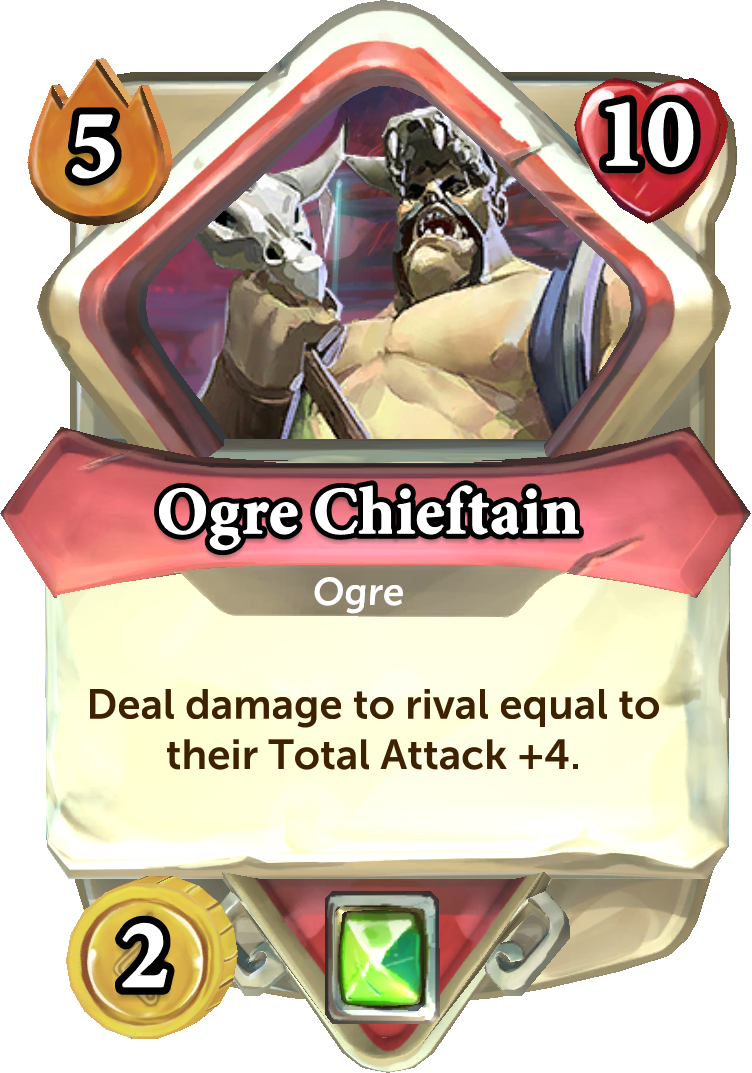 5
10
Ogre Chieftain
Ogre
Deal damage to rival equal to
their Total Attack +4.
2